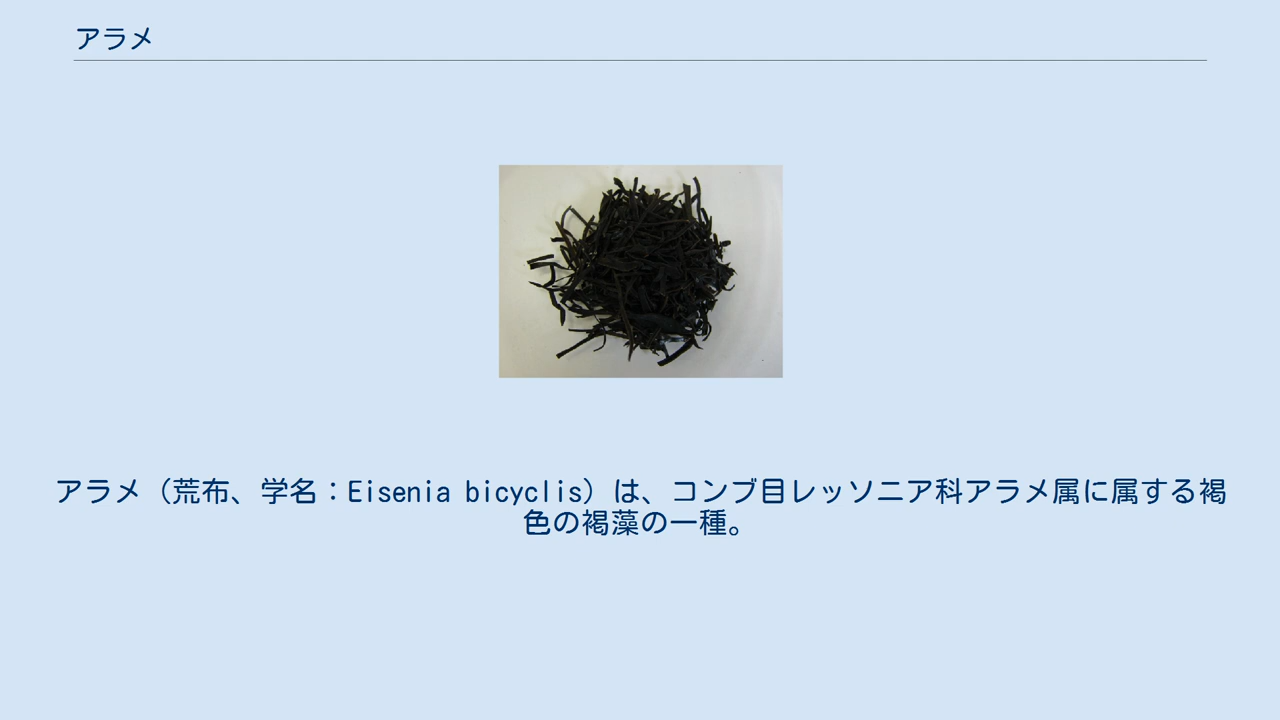 アラメ
アラメ（荒布、学名：Eisenia bicyclis）は、コンブ目レッソニア科アラメ属に属する褐
色の褐藻の一種。